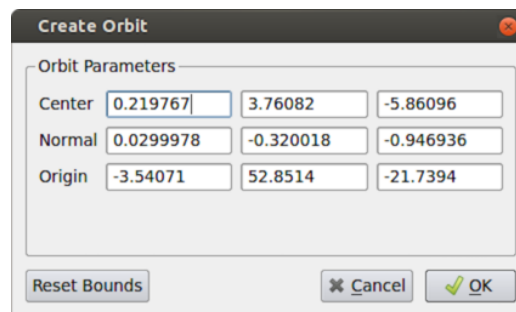 Create Orbit
Orbit Parameters
Center 0.219767 3.76082 -5.86096
Normal 0.0299978 -0.320018 -0.946936
Origin -3.54071 52.8514 -21.7394
Reset Bounds Cancel OK